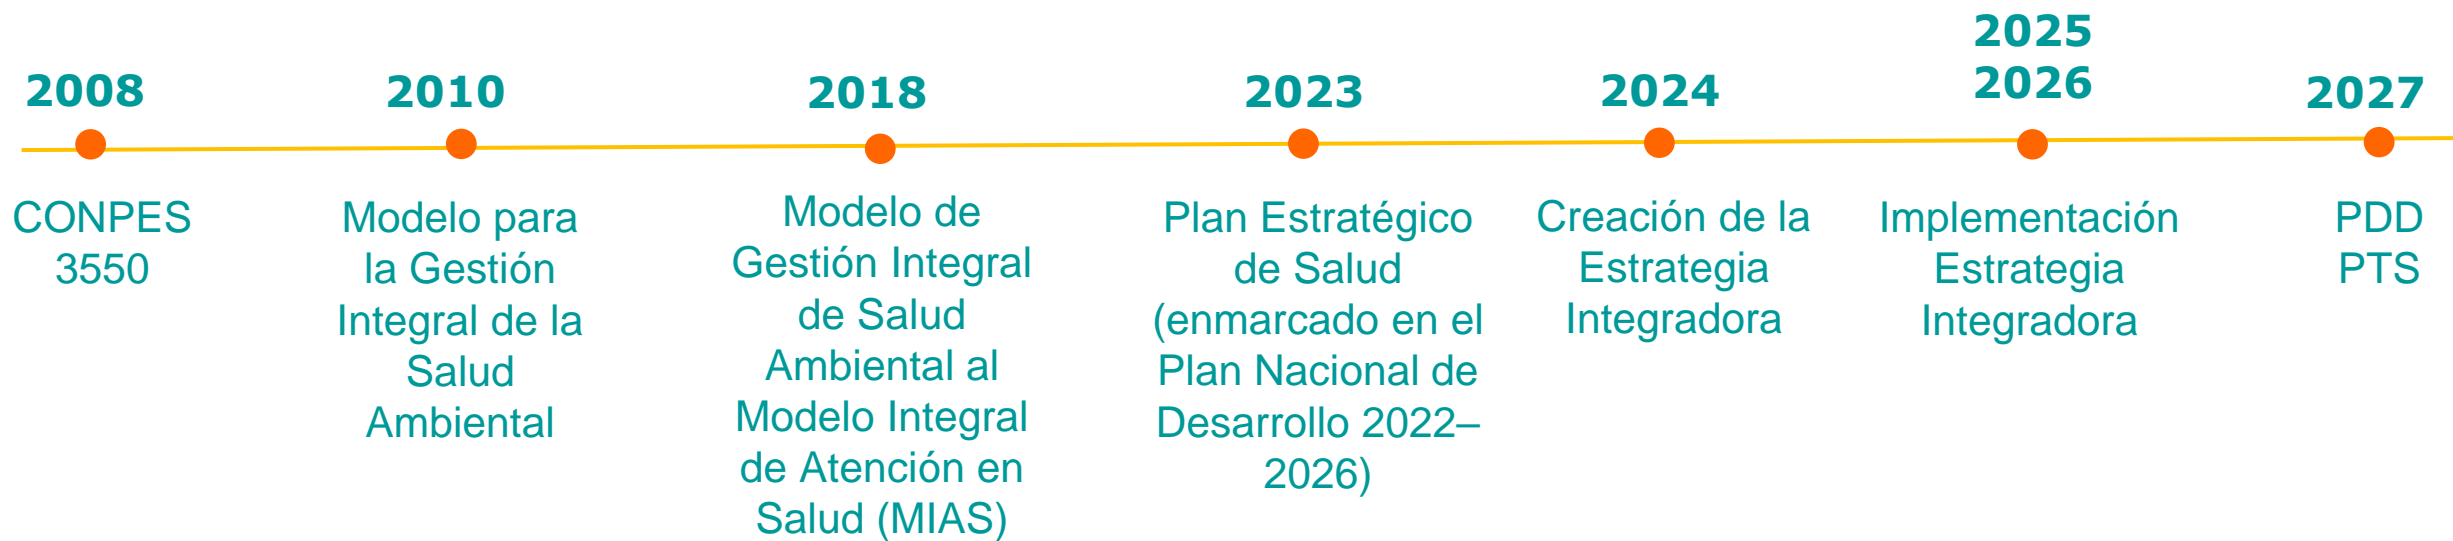 2008
CONPES
3550
2010
Modelo para
la Gestión
Integral de la
Salud
Ambiental
2018
Modelo de
Gestión Integral
de Salud
Ambiental al
Modelo Integral
de Atención en
Salud (MIAS)
2023
Plan Estratégico
de Salud
(enmarcado en el
Plan Nacional de
Desarrollo 2022–
2026)
2024
Creación de la
Estrategia
Integradora
2025
2026
Implementación
Estrategia
Integradora
2027
PDD
PTS